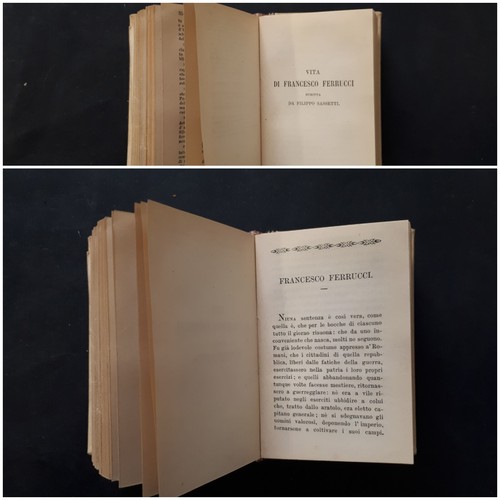 VITA
DI FRANCESCO FERRUCCI
SCRITTA
DA FILIPPO SASSETTI.
FRANCESCO FERRUCCI.
NIUNA sentenza è così vera, come
quella è, che per le bocche di ciascuno
tutto il giorno risuona: che da uno in-
conveniente che nasca, molti ne seguono.
Fu già lodevole costume appresso a' Ro-
mani, che i cittadini di quella repub-
blica, liberi dalle fatiche della guerra,
esercitassero nella patria i loro propri
esercizi; e quelli abbandonando quan-
tunque volte facesse mestiero, ritornas-
sero a guerreggiare: nè era a vile ri-
putato negli eserciti ubbidire a colui
che, tratto dallo aratolo, era eletto ca-
pitano generale; nè si sdegnavano gli
uomini valorosi, deponendo l'imperio,
tornarsene a coltivare i suoi campi.